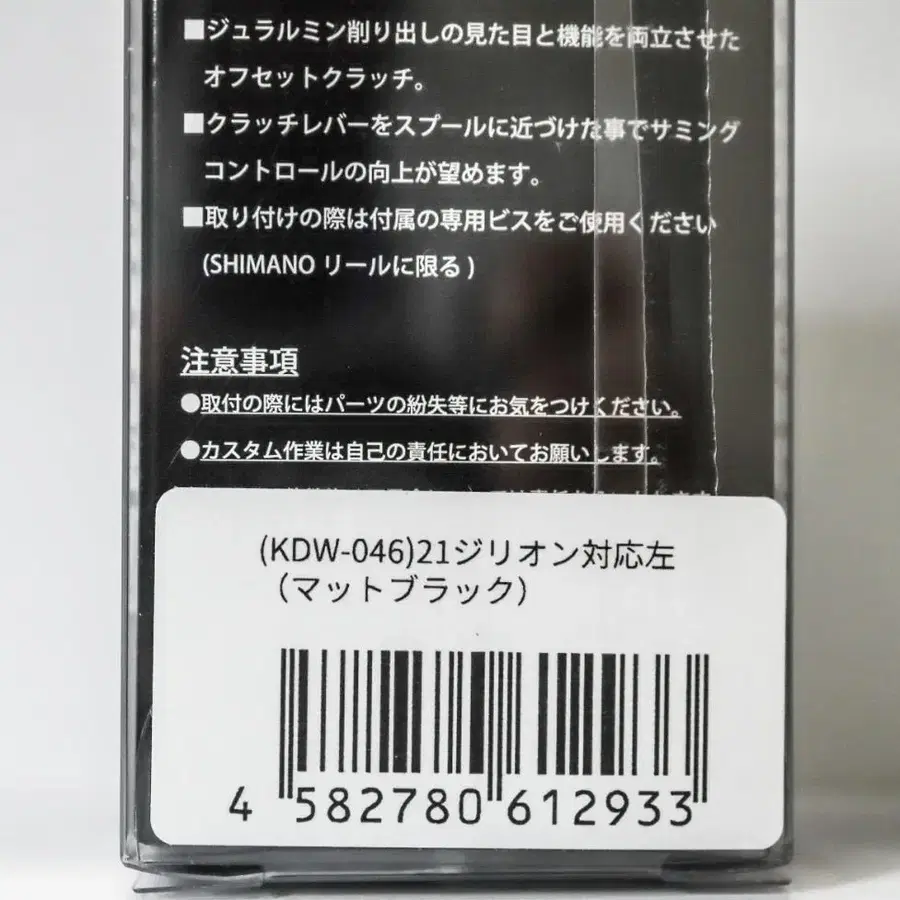 ■ジュラルミン削り出しの見た目と機能を両立させた
オフセットクラッチ。
■クラッチレバーをスプールに近づけた事でサミング
コントロールの向上が望めます。
■取り付けの際は付属の専用ビスをご使用ください
(SHIMANO リールに限る)
注意事項
●取付の際にはパーツの紛失等にお気をつけください。
●カスタム作業は自己の責任においてお願いします。
(KDW-046)21ジリオン対応左
（マットブラック）
4 582780 612933